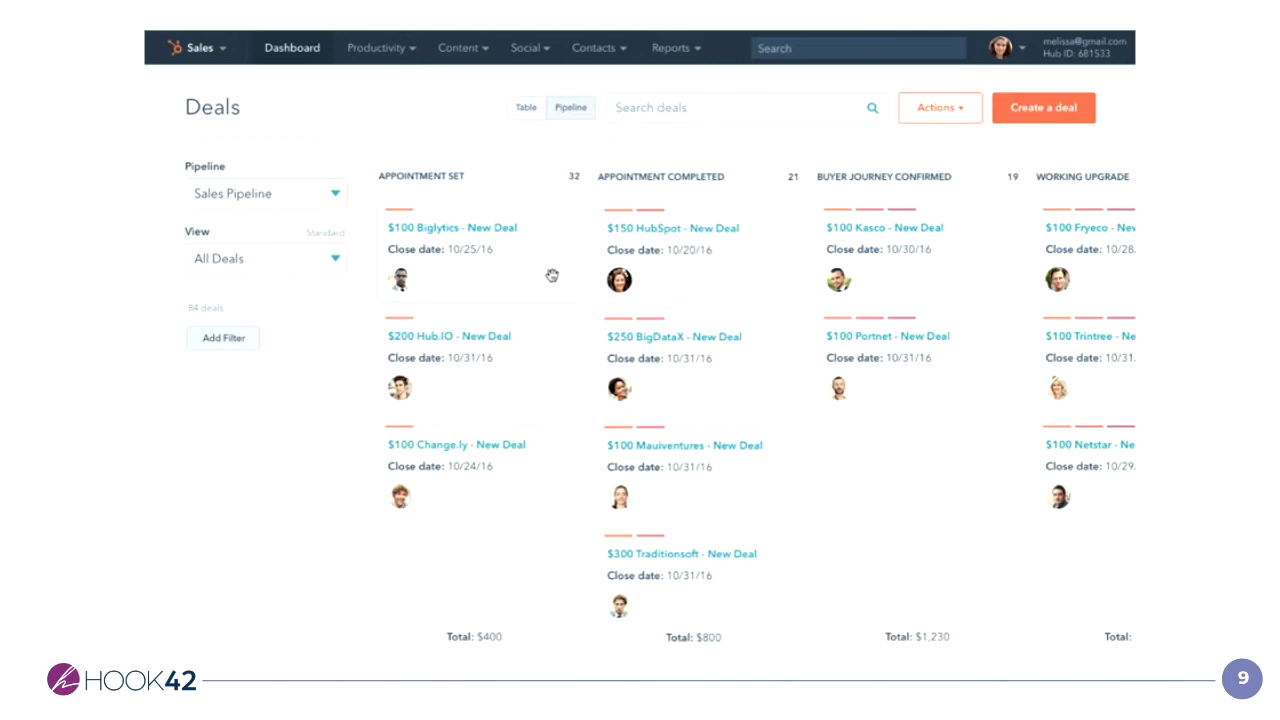 Sales Dashboard Productivity Content Social Contacts Reports Search melissa@gmail.com
Hub ID: 681533
Deals Table Pipeline Search deals Actions Create a deal
Pipeline
Sales Pipeline
View Standard
All Deals
84 deals
Add Filter
APPOINTMENT SET 32
$100 Biglytics - New Deal
Close date: 10/25/16
$200 Hub.IO - New Deal
Close date: 10/31/16
$100 Change.ly - New Deal
Close date: 10/24/16
Total: $400
APPOINTMENT COMPLETED 21
$150 HubSpot - New Deal
Close date: 10/20/16
$250 BigDataX - New Deal
Close date: 10/31/16
$100 Mauiventures - New Deal
Close date: 10/31/16
$300 Traditionsoft - New Deal
Close date: 10/31/16
Total: $800
BUYER JOURNEY CONFIRMED 19
$100 Kasco - New Deal
Close date: 10/30/16
$100 Portnet - New Deal
Close date: 10/31/16
Total: $1,230
WORKING UPGRADE
$100 Fryeco - New
Close date: 10/28.
$100 Trintree - Ne
Close date: 10/31.
$100 Netstar - Ne
Close date: 10/29.
Total:
HOOK42
9